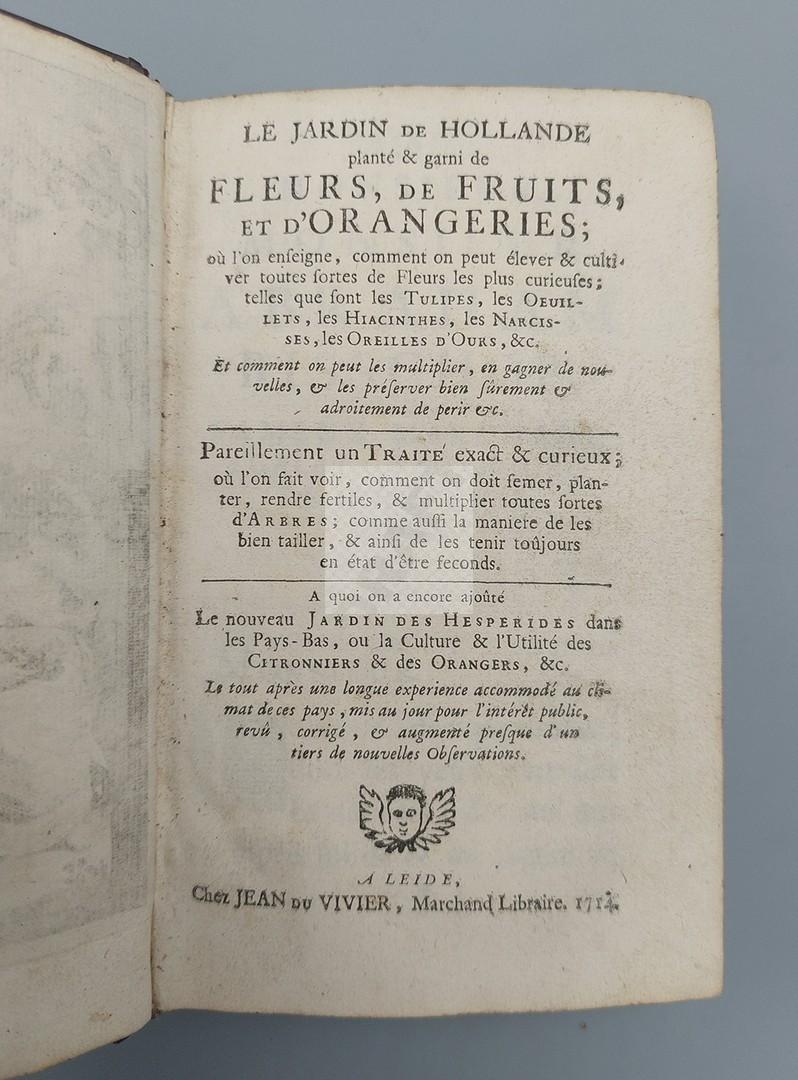 LE JARDIN DE HOLLANDE
planté & garni de
FLEURS, DE FRUITS,
ET D'ORANGERIES;
où l'on enſeigne, comment on peut élever & culti-
ver toutes ſortes de Fleurs les plus curieuſes;
telles que ſont les TULIPES, les OEUIL-
LETS, les HIACINTHES, les NARCIS-
SES, les OREILLES D'OURS, &c.
Et comment on peut les multiplier, en gagner de nou-
velles, & les préſerver bien ſûrement &
adroitement de perir &c.
Pareillement un TRAITÉ exact & curieux;
où l'on fait voir, comment on doit ſemer, plan-
ter, rendre fertiles, & multiplier toutes ſortes
d'ARBRES; comme auſſi la maniere de les
bien tailler, & ainſi de les tenir toûjours
en état d'être feconds.
A quoi on a encore ajoûté
Le nouveau JARDIN DES HESPERIDES dans
les Pays-Bas, ou la Culture & l'Utilité des
CITRONNIERS & des ORANGERS, &c.
Le tout après une longue experience accommodé au cli-
mat de ces pays, mis au jour pour l'intérêt public,
revû, corrigé, & augmenté preſque d'un
tiers de nouvelles Obſervations.
A LEIDE,
Chez JEAN DU VIVIER, Marchand Libraire. 1714.